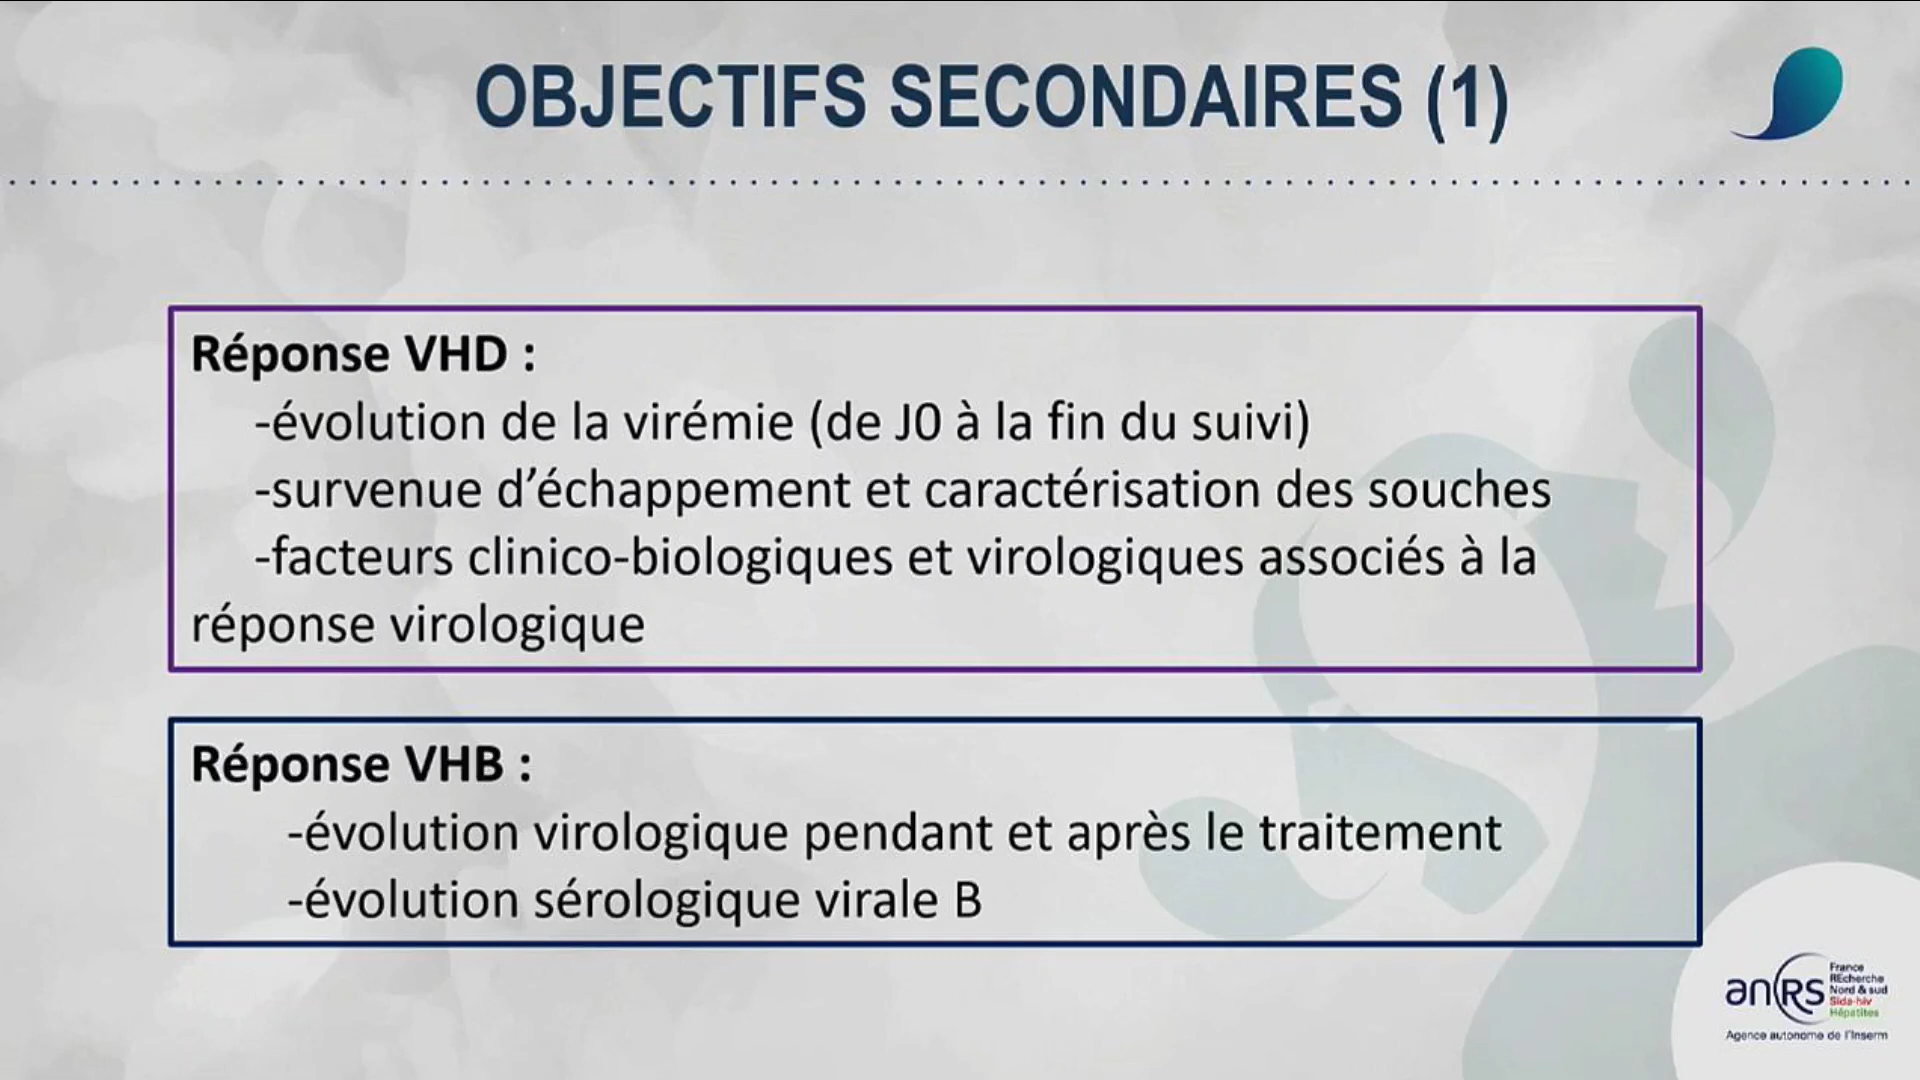 OBJECTIFS SECONDAIRES (1)
Réponse VHD :
-évolution de la virémie (de J0 à la fin du suivi)
-survenue d’échappement et caractérisation des souches
-facteurs clinico-biologiques et virologiques associés à la
réponse virologique
Réponse VHB :
-évolution virologique pendant et après le traitement
-évolution sérologique virale B
anRS
France
REcherche
Nord & sud
Sida-hiv
Hépatites
Agence autonome de l'Inserm